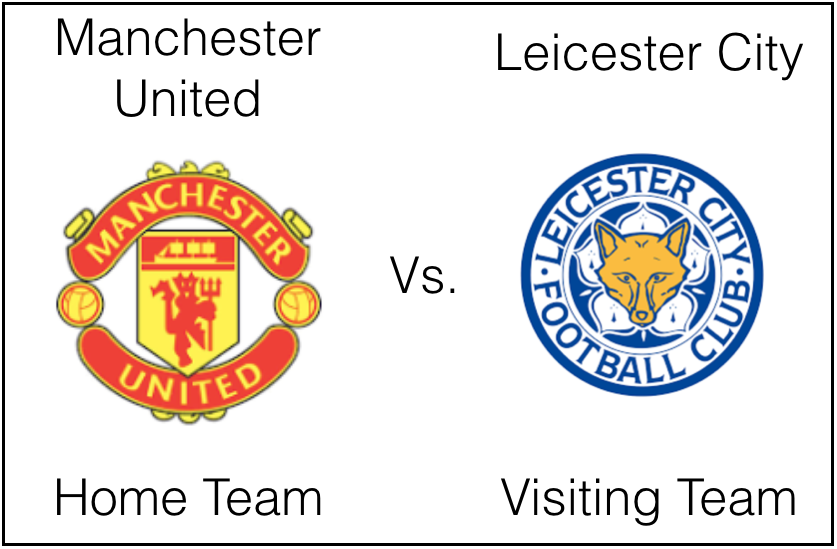 Manchester
United
Leicester City
MANCHESTER
UNITED
Vs.
LEICESTER CITY
· FOOTBALL CLUB ·
Home Team
Visiting Team